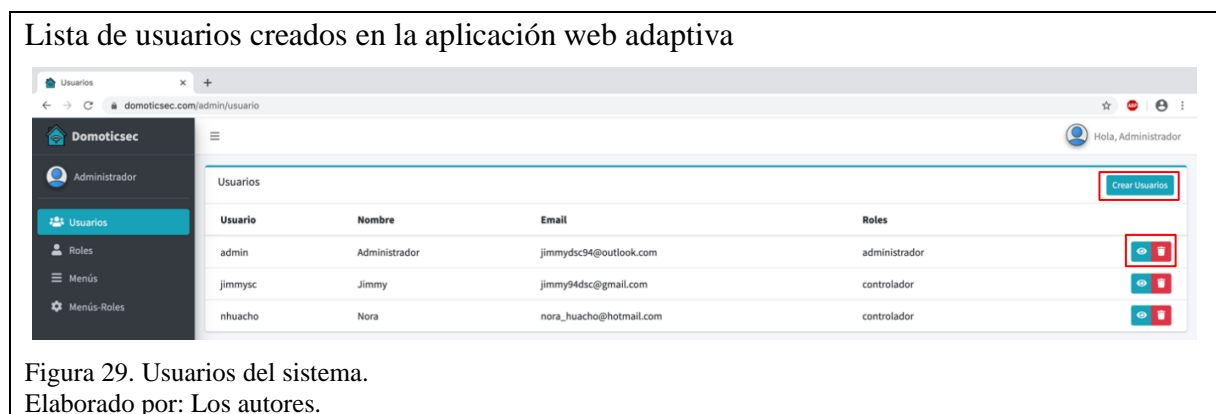 Lista de usuarios creados en la aplicación web adaptiva
Usuarios
domoticsec.com/admin/usuario
ABP
Domoticsec
Hola, Administrador
Administrador
Usuarios
Crear Usuarios
Usuarios
Usuario Nombre Email Roles
Roles
admin Administrador jimmydsc94@outlook.com administrador
Menús
jimmysc Jimmy jimmy94dsc@gmail.com controlador
Menús-Roles
nhuacho Nora nora_huacho@hotmail.com controlador
Figura 29. Usuarios del sistema.
Elaborado por: Los autores.